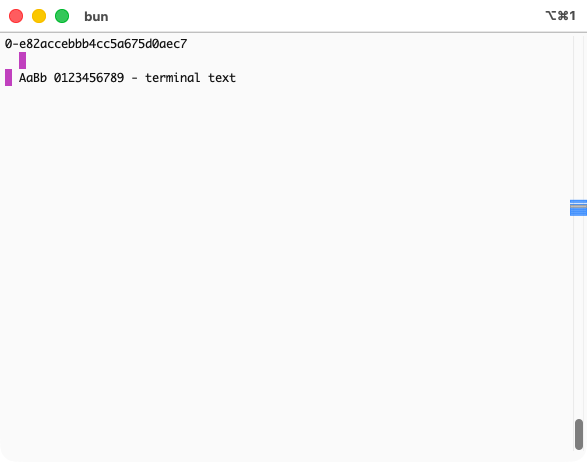 bun
⌥⌘1
0-e82accebbb4cc5a675d0aec7
AaBb 0123456789 - terminal text